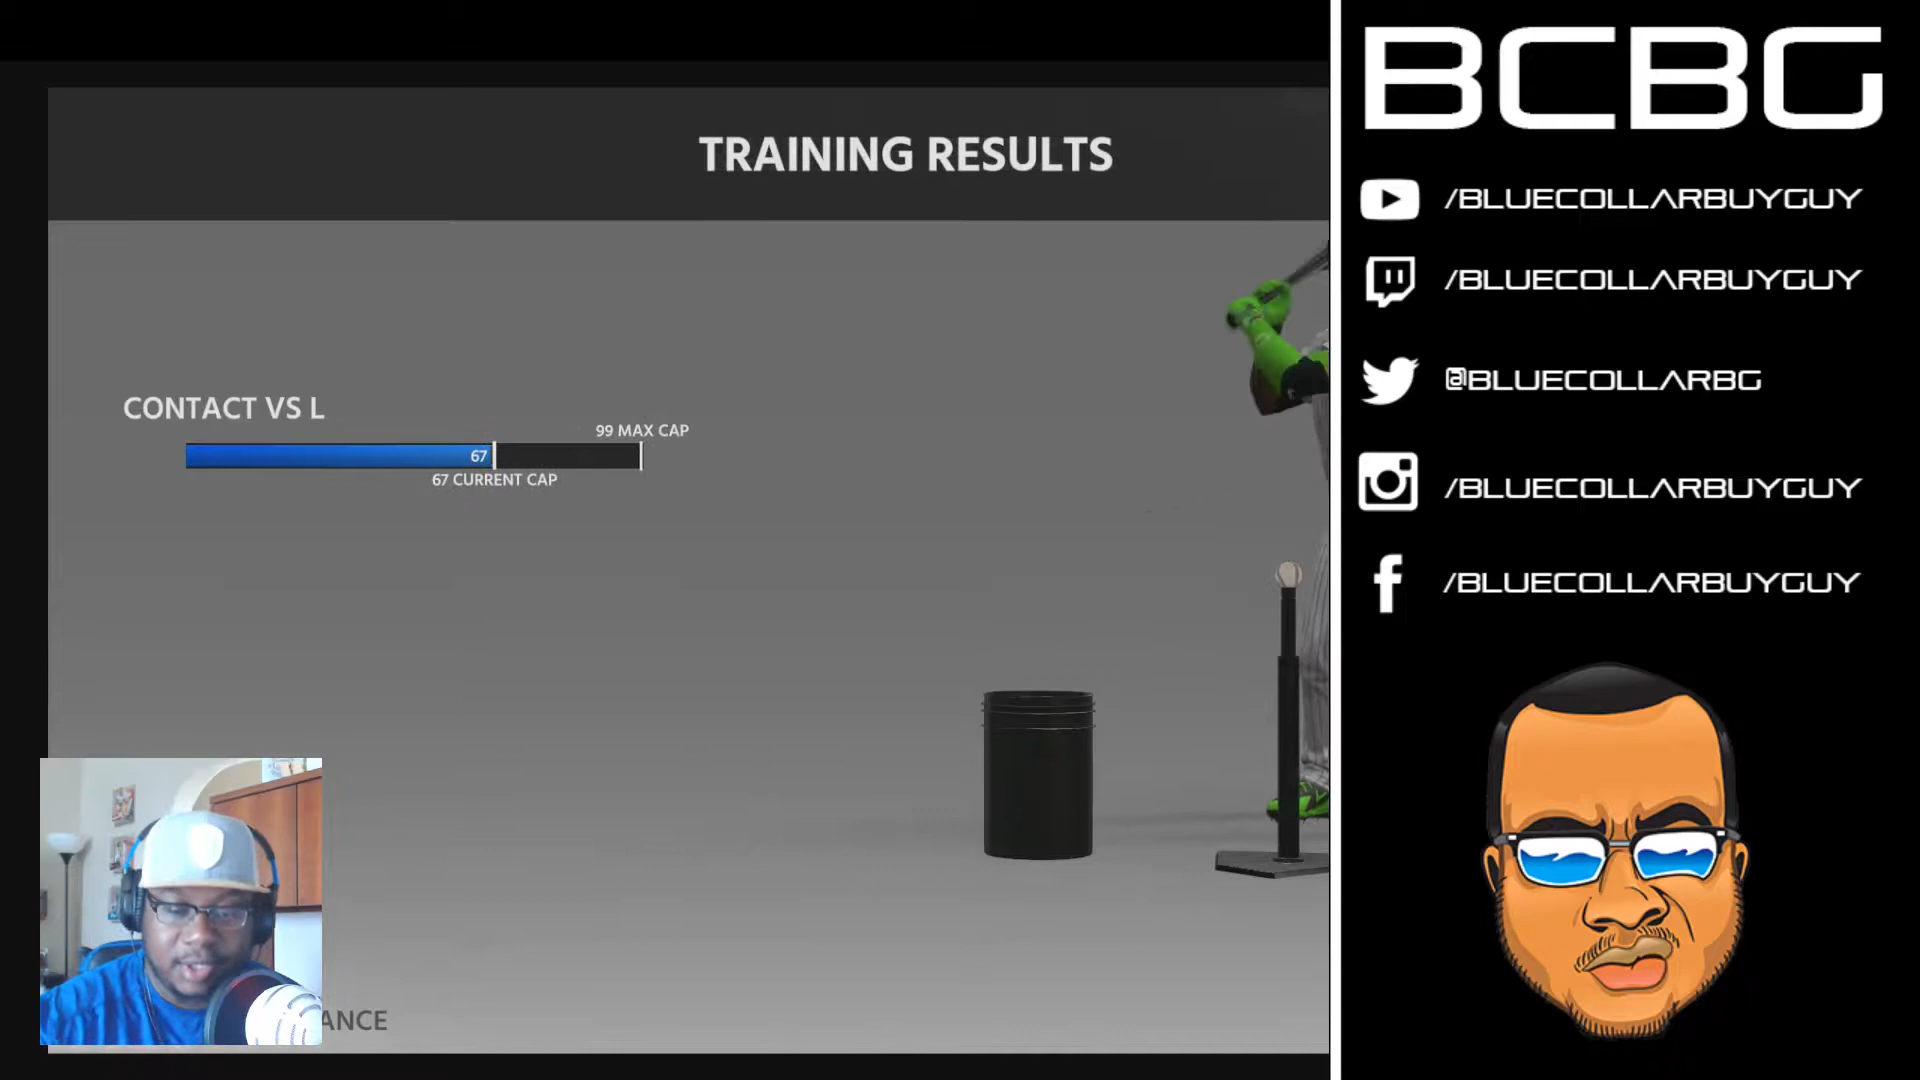 TRAINING RESULTS
CONTACT VS L
99 MAX CAP
67
67 CURRENT CAP
ANCE
BCBG
/BLUECOLLARBUYGUY
/BLUECOLLARBUYGUY
@BLUECOLLARBG
/BLUECOLLARBUYGUY
/BLUECOLLARBUYGUY